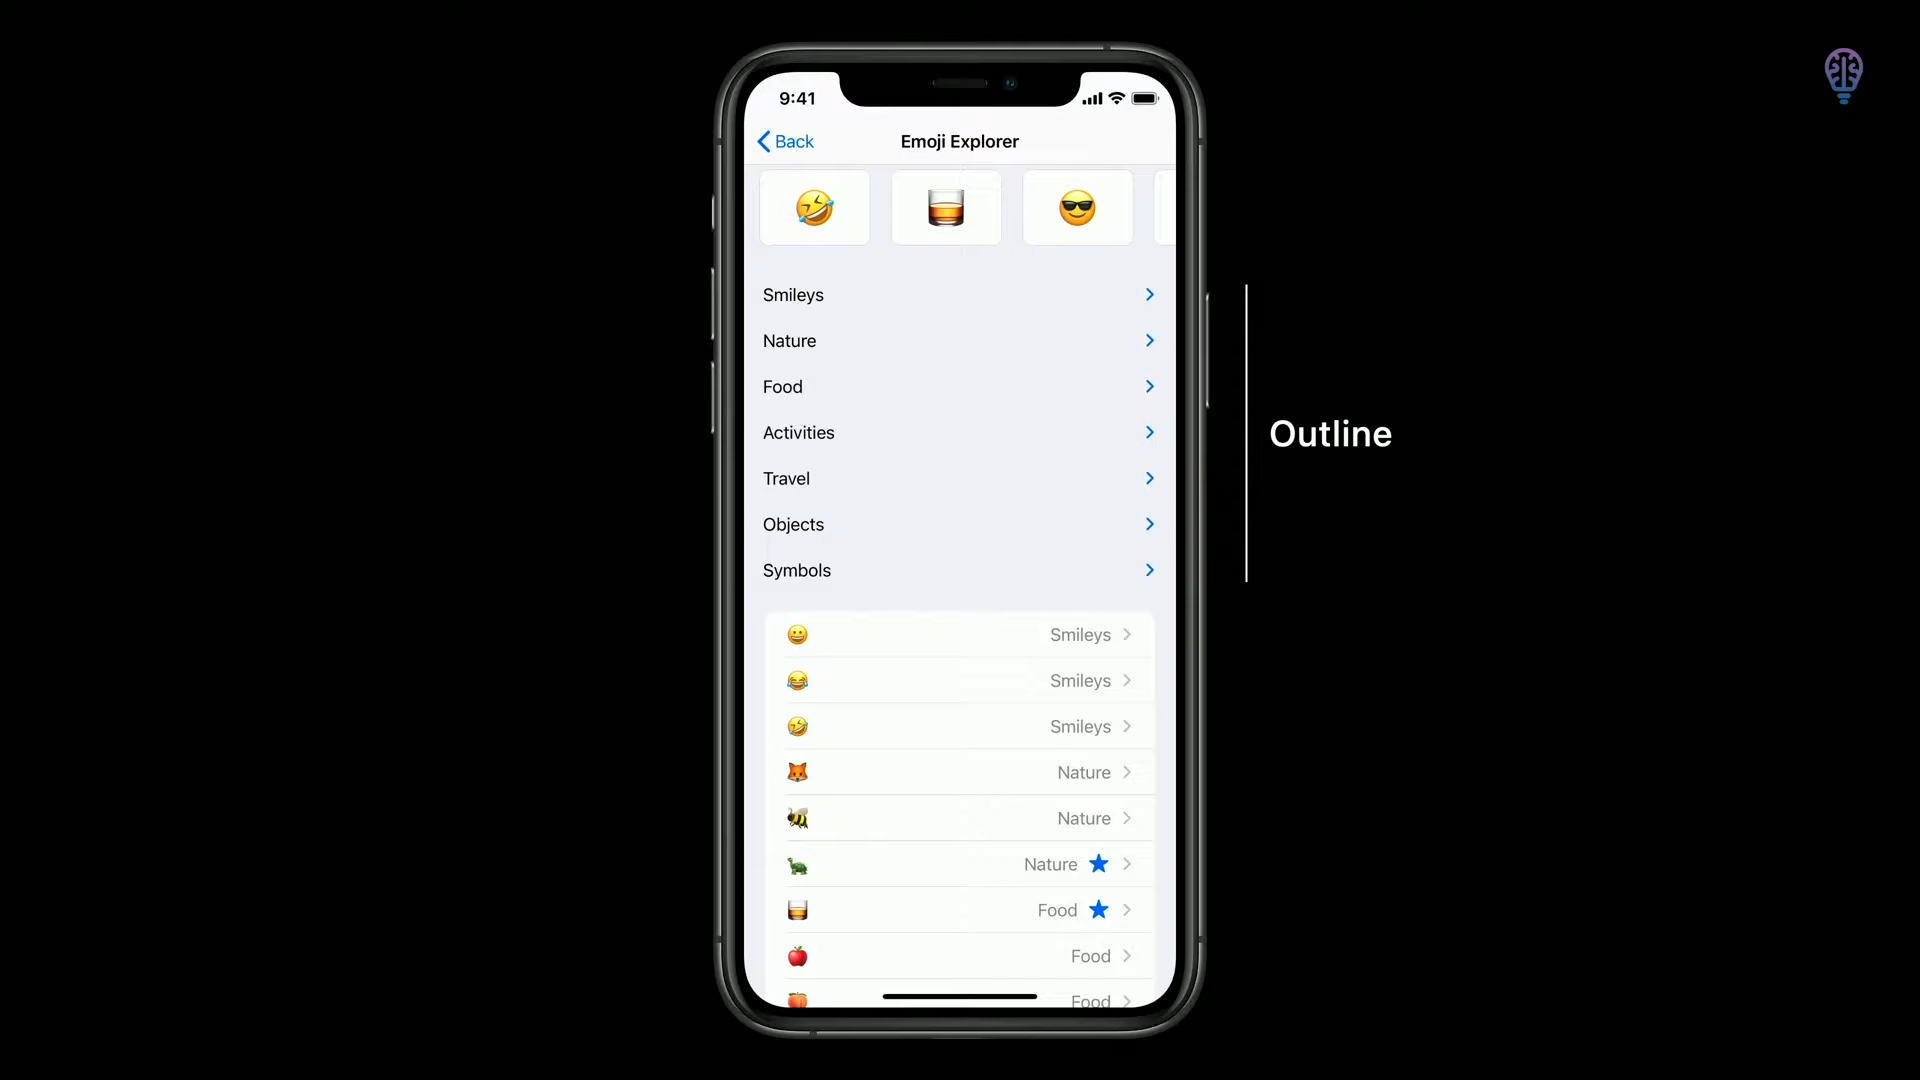 9:41
Back
Emoji Explorer
Smileys
Nature
Food
Activities
Travel
Objects
Symbols
Outline
Smileys
Smileys
Smileys
Nature
Nature
Nature
Food
Food
Food